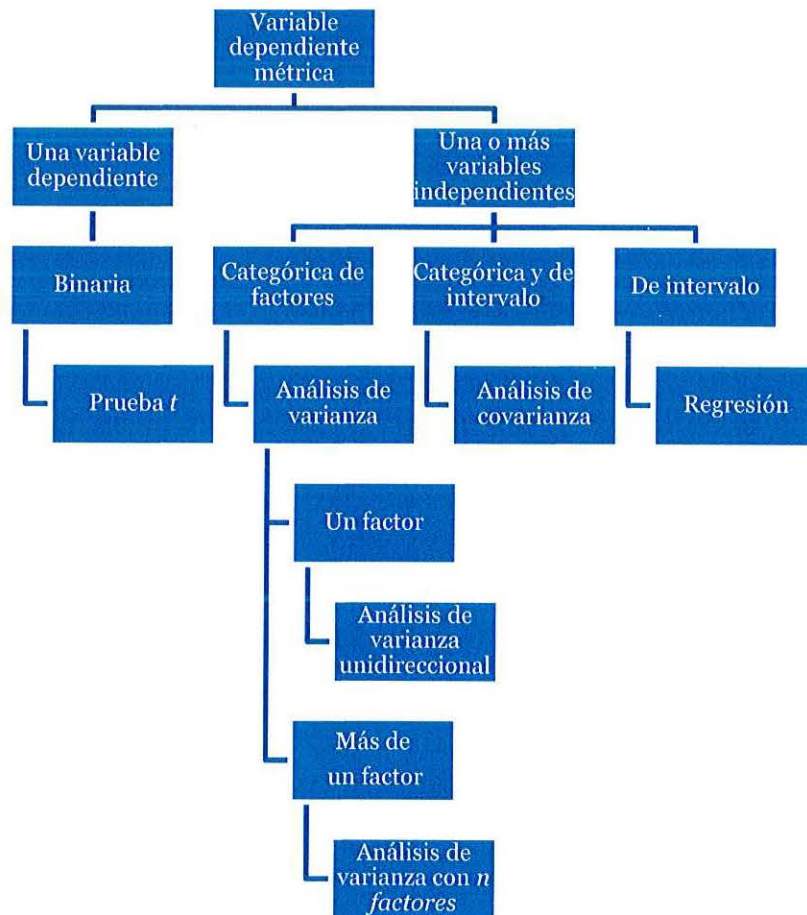 Variable
dependiente
métrica
Una variable
dependiente
Una o más
variables
independientes
Binaria
Categórica de
factores
Categórica y de
intervalo
De intervalo
Prueba t
Análisis de
varianza
Análisis de
covarianza
Regresión
Un factor
Análisis de
varianza
unidireccional
Más de
un factor
Análisis de
varianza con n
factores